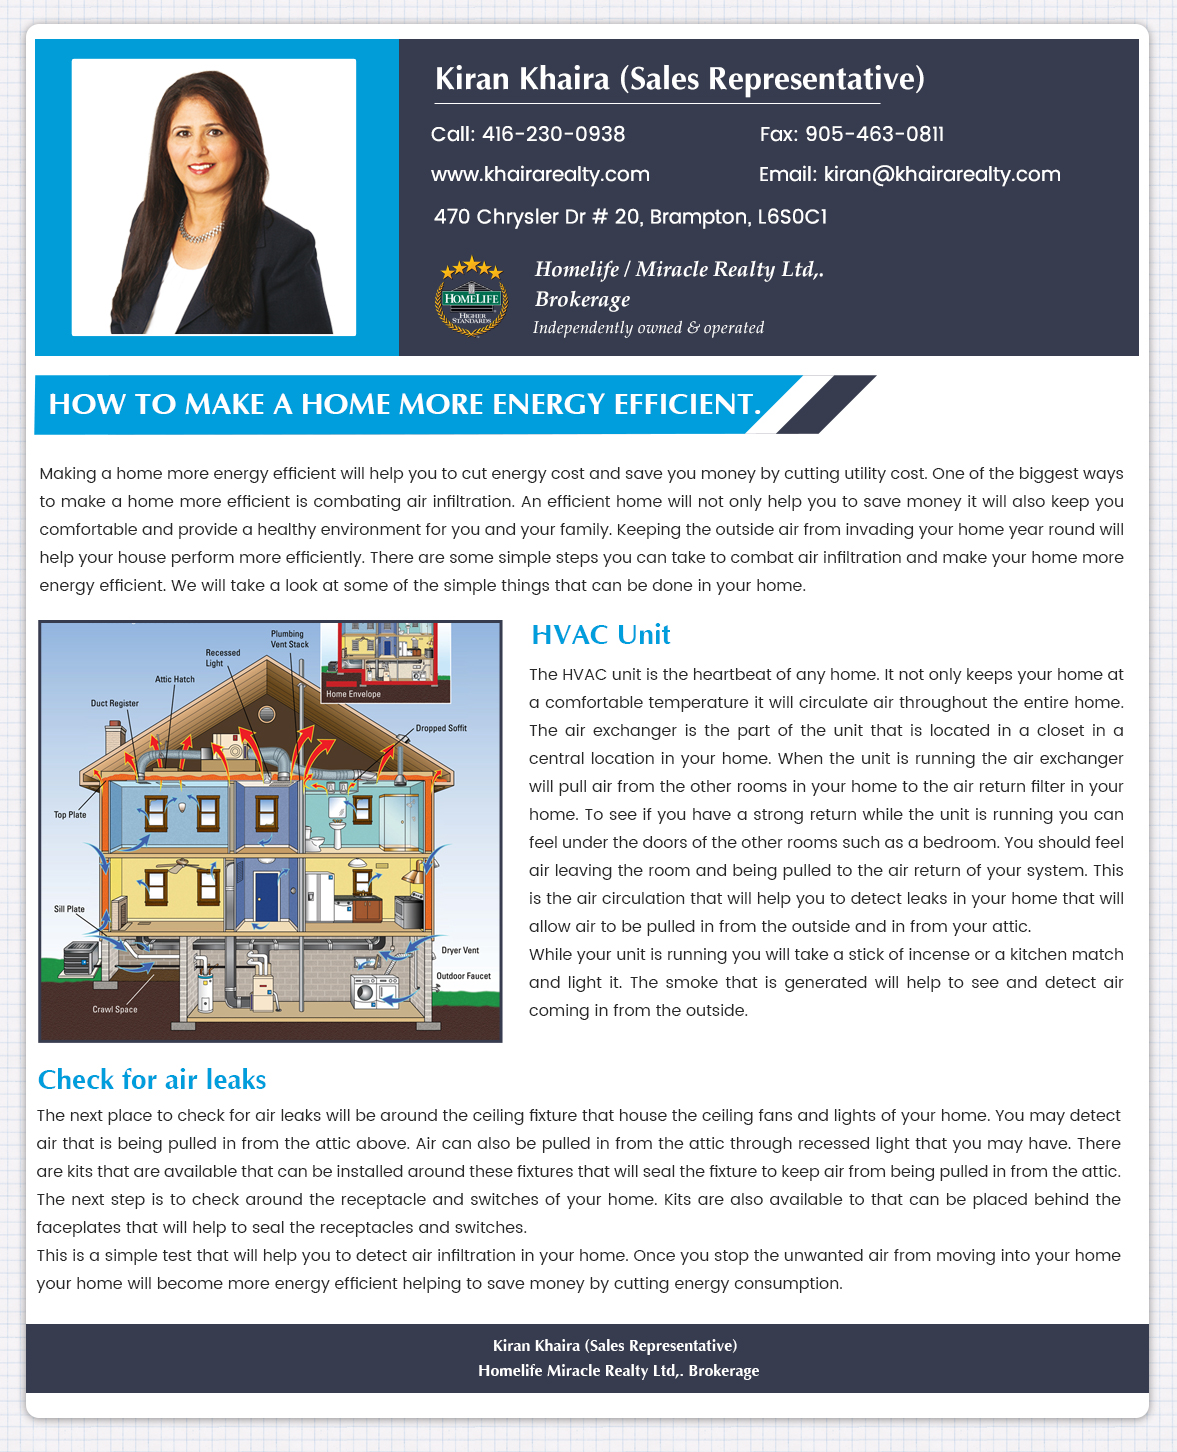 Kiran Khaira (Sales Representative)
Call: 416-230-0938
Fax: 905-463-0811
www.khairarealty.com
Email: kiran@khairarealty.com
470 Chrysler Dr # 20, Brampton, L6S0C1
HOMELIFE
HIGHER
STANDARDS
Homelife / Miracle Realty Ltd,.
Brokerage
Independently owned & operated
HOW TO MAKE A HOME MORE ENERGY EFFICIENT.
Making a home more energy efficient will help you to cut energy cost and save you money by cutting utility cost. One of the biggest ways
to make a home more efficient is combating air infiltration. An efficient home will not only help you to save money it will also keep you
comfortable and provide a healthy environment for you and your family. Keeping the outside air from invading your home year round will
help your house perform more efficiently. There are some simple steps you can take to combat air infiltration and make your home more
energy efficient. We will take a look at some of the simple things that can be done in your home.
Plumbing
Vent Stack
Recessed
Light
Attic Hatch
Duct Register
Home Envelope
Dropped Soffit
Top Plate
Sill Plate
Dryer Vent
Outdoor Faucet
Crawl Space
HVAC Unit
The HVAC unit is the heartbeat of any home. It not only keeps your home at
a comfortable temperature it will circulate air throughout the entire home.
The air exchanger is the part of the unit that is located in a closet in a
central location in your home. When the unit is running the air exchanger
will pull air from the other rooms in your home to the air return filter in your
home. To see if you have a strong return while the unit is running you can
feel under the doors of the other rooms such as a bedroom. You should feel
air leaving the room and being pulled to the air return of your system. This
is the air circulation that will help you to detect leaks in your home that will
allow air to be pulled in from the outside and in from your attic.
While your unit is running you will take a stick of incense or a kitchen match
and light it. The smoke that is generated will help to see and detect air
coming in from the outside.
Check for air leaks
The next place to check for air leaks will be around the ceiling fixture that house the ceiling fans and lights of your home. You may detect
air that is being pulled in from the attic above. Air can also be pulled in from the attic through recessed light that you may have. There
are kits that are available that can be installed around these fixtures that will seal the fixture to keep air from being pulled in from the attic.
The next step is to check around the receptacle and switches of your home. Kits are also available to that can be placed behind the
faceplates that will help to seal the receptacles and switches.
This is a simple test that will help you to detect air infiltration in your home. Once you stop the unwanted air from moving into your home
your home will become more energy efficient helping to save money by cutting energy consumption.
Kiran Khaira (Sales Representative)
Homelife Miracle Realty Ltd,. Brokerage